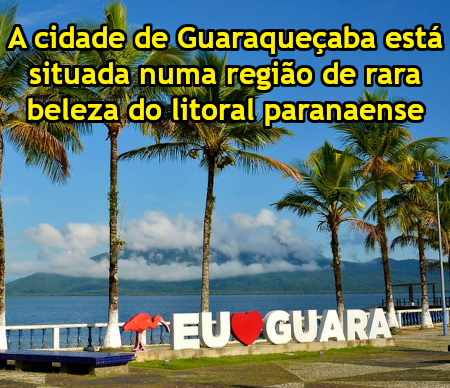 A cidade de Guaraqueçaba está
situada numa região de rara
beleza do litoral paranaense
EU❤GUARA